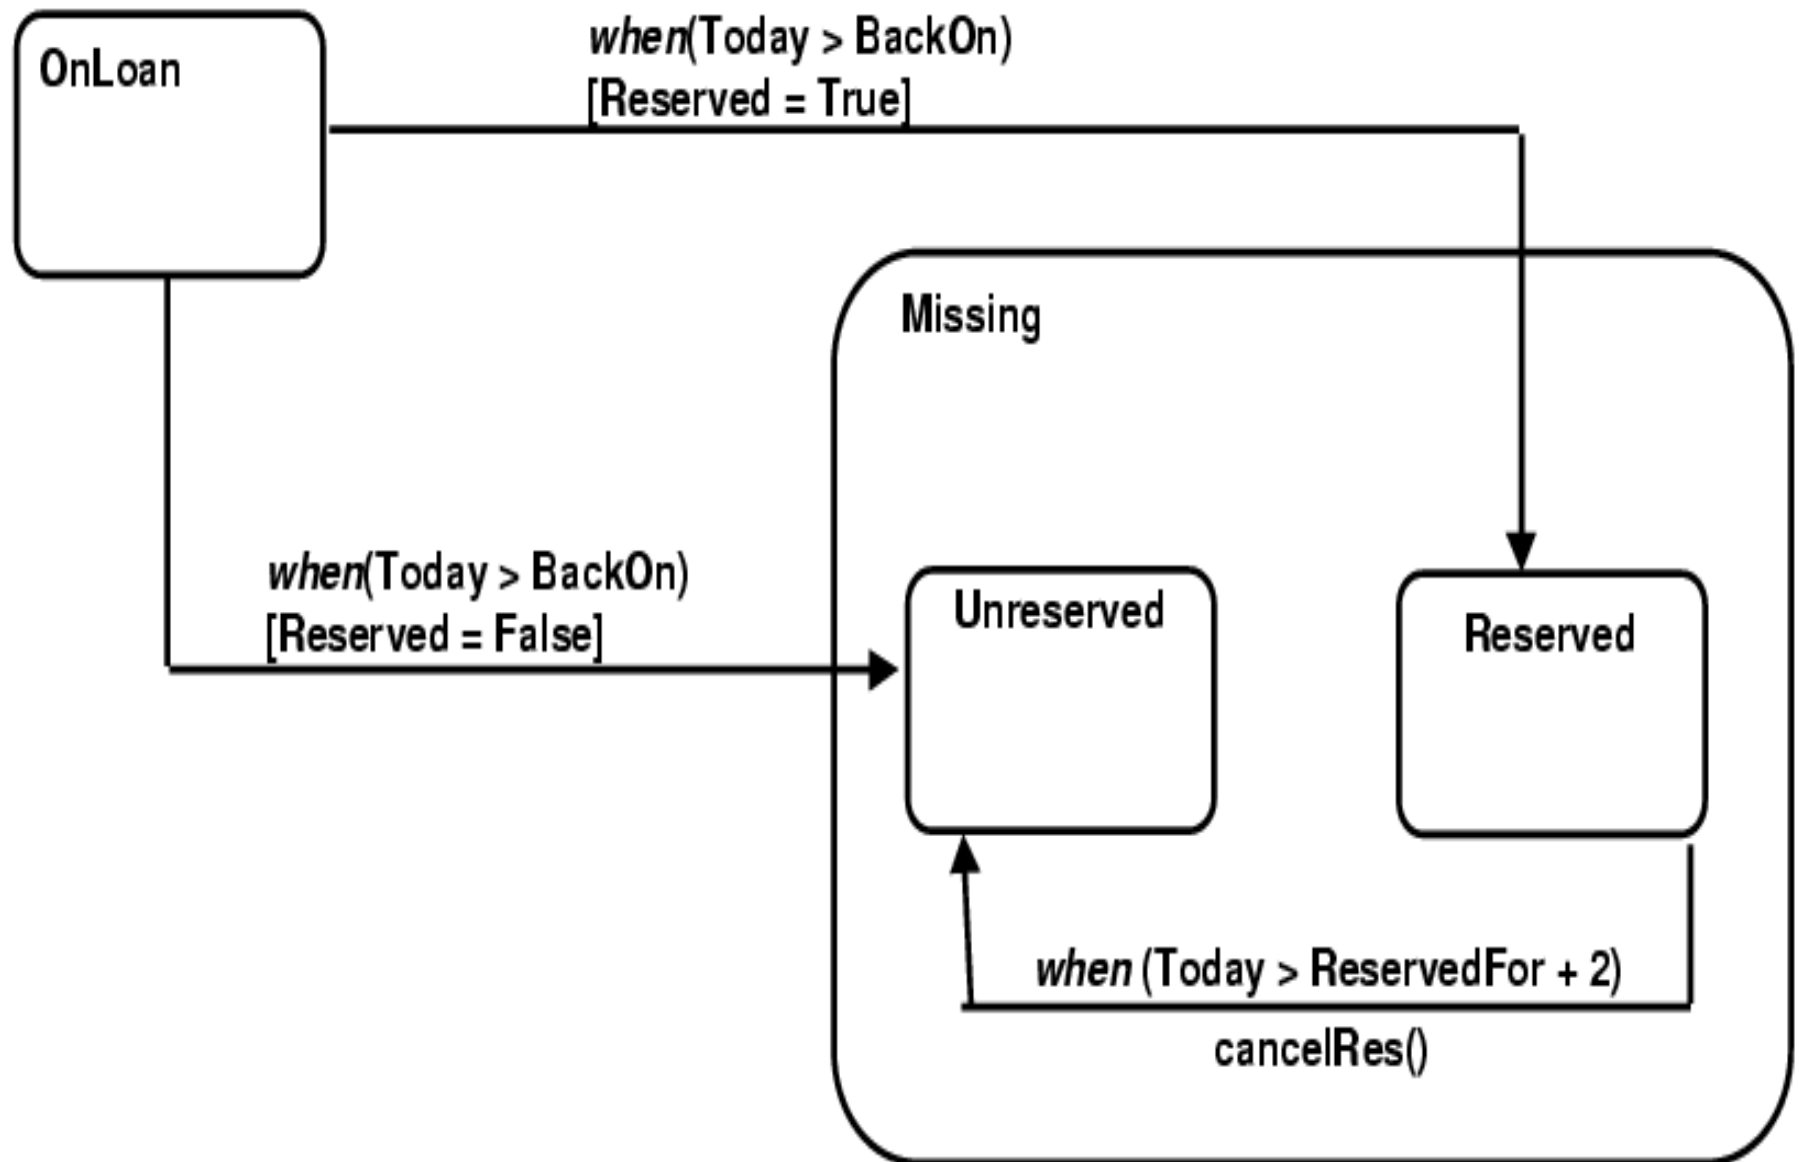 OnLoan
when(Today > BackOn)
[Reserved = True]
Missing
when(Today > BackOn)
[Reserved = False]
Unreserved
Reserved
when (Today > ReservedFor + 2)
cancelRes()